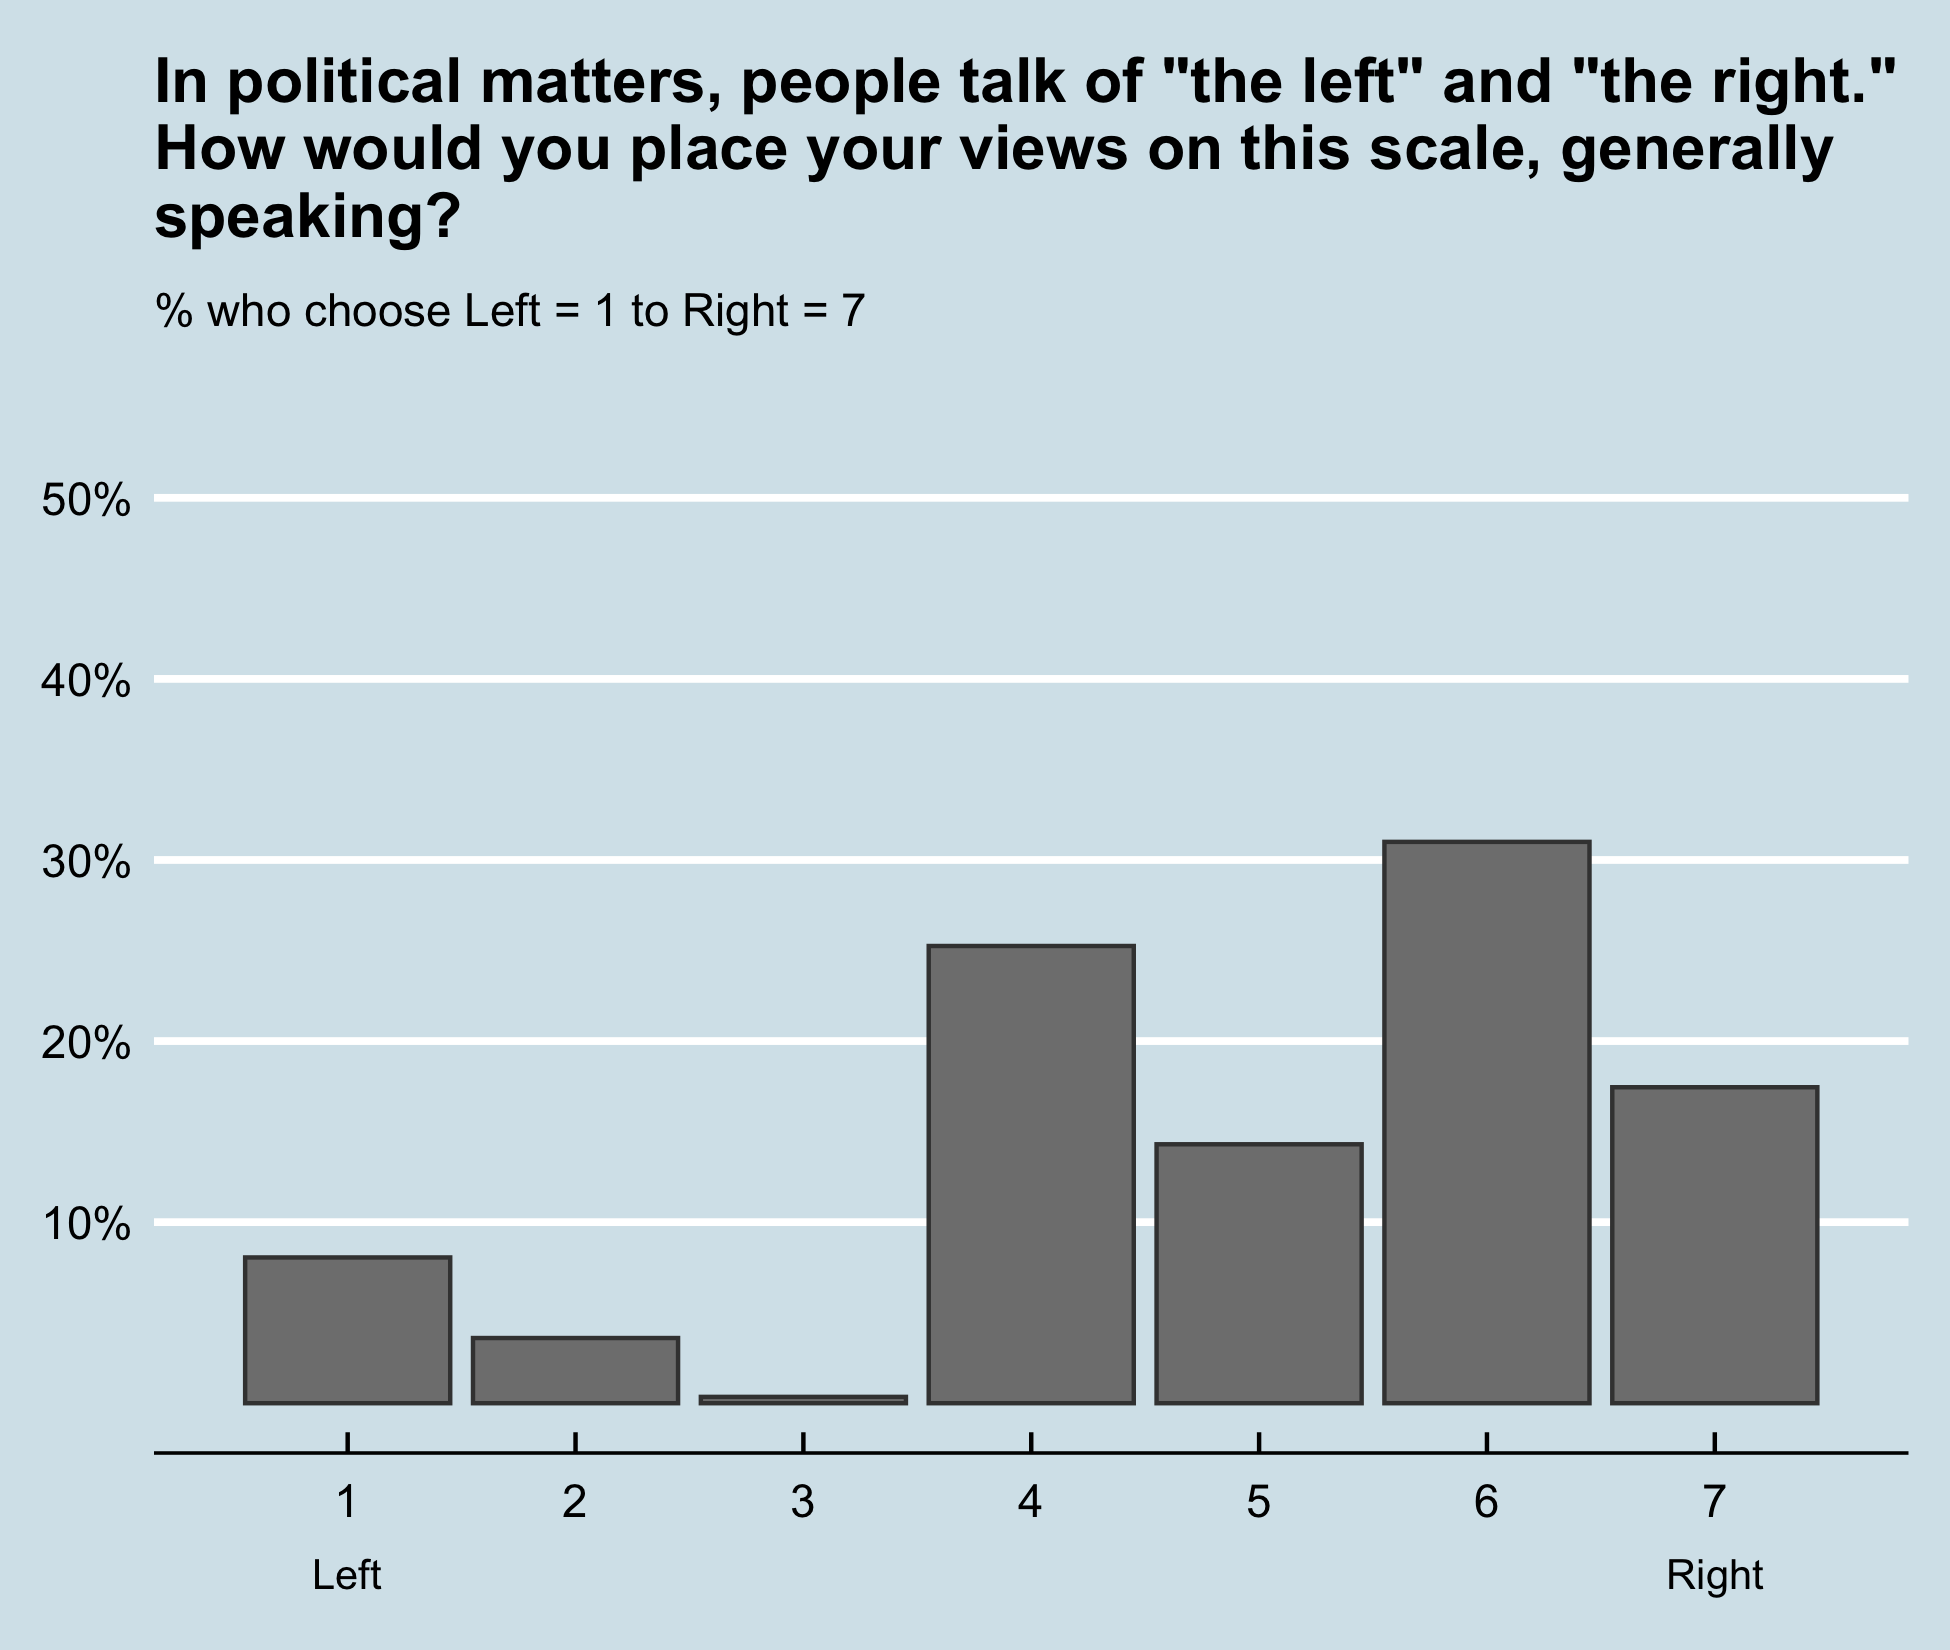 In political matters, people talk of "the left" and "the right."
How would you place your views on this scale, generally
speaking?
% who choose Left = 1 to Right = 7
50%
40%
30%
20%
10%
1 2 3 4 5 6 7
Left Right